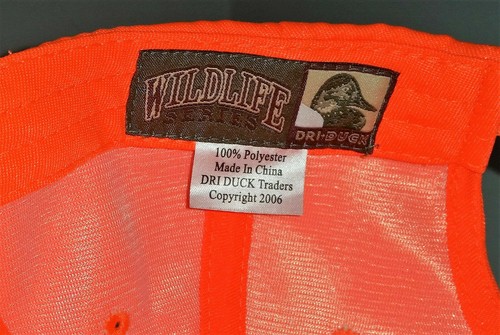 WILDLIFE
SERIES
DRI-DUCK
100% Polyester
Made In China
DRI DUCK Traders
Copyright 2006